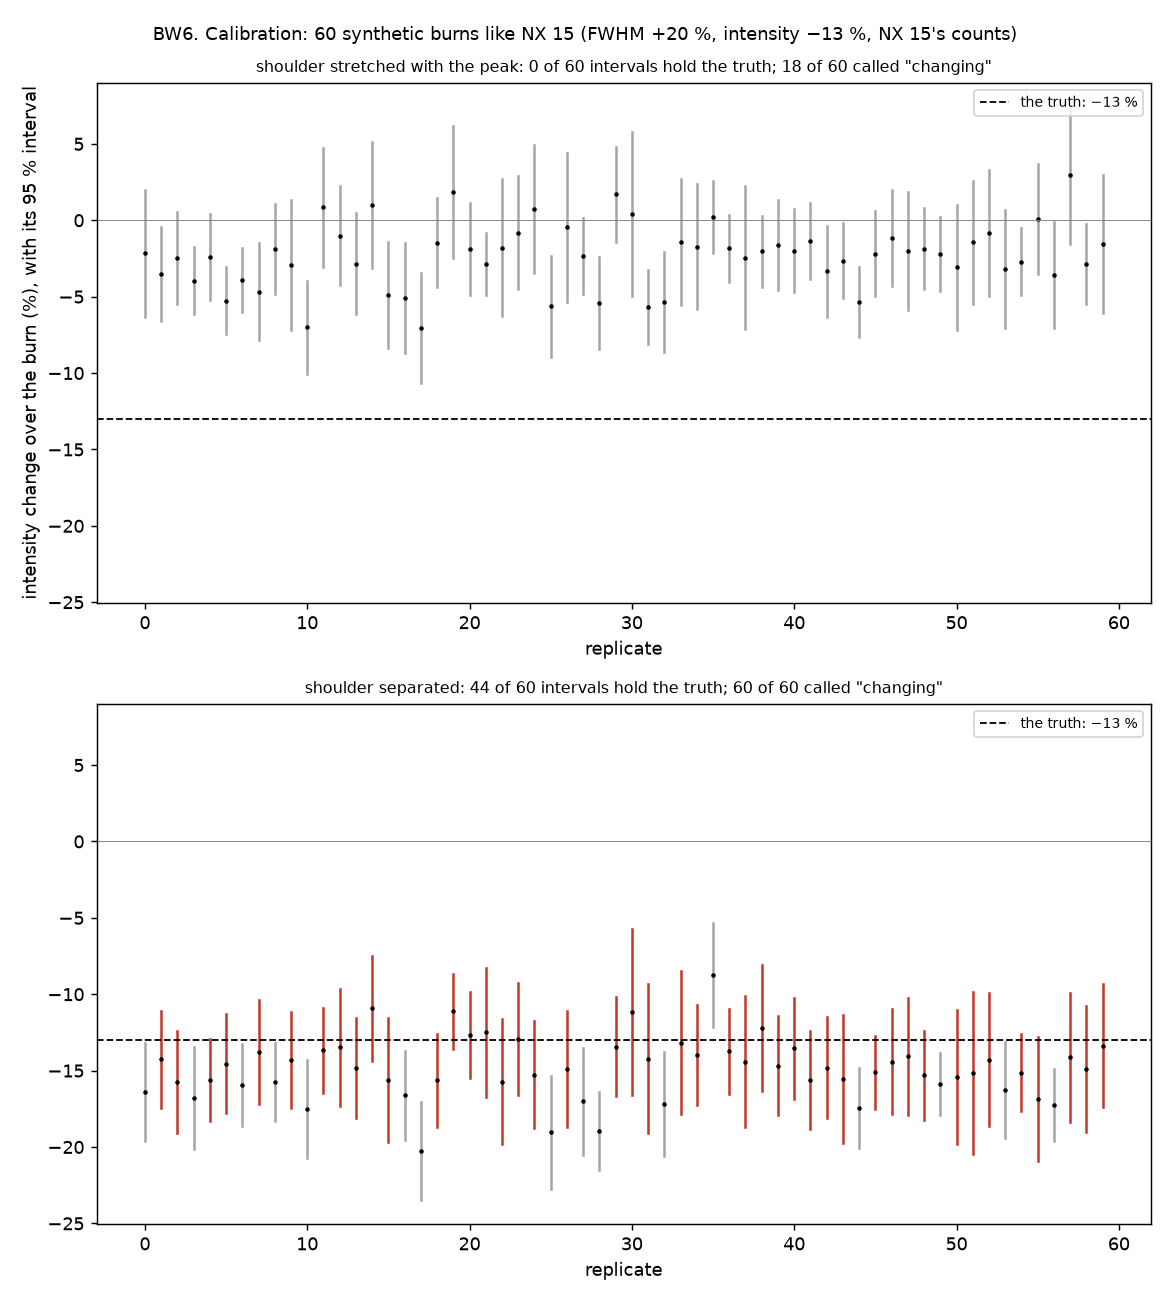 BW6. Calibration: 60 synthetic burns like NX 15 (FWHM +20 %, intensity −13 %, NX 15's counts)
shoulder stretched with the peak: 0 of 60 intervals hold the truth; 18 of 60 called "changing"
the truth: −13 %
intensity change over the burn (%), with its 95 % interval
5
0
−5
−10
−15
−20
−25
0 10 20 30 40 50 60
replicate
shoulder separated: 44 of 60 intervals hold the truth; 60 of 60 called "changing"
the truth: −13 %
5
0
−5
−10
−15
−20
−25
0 10 20 30 40 50 60
replicate